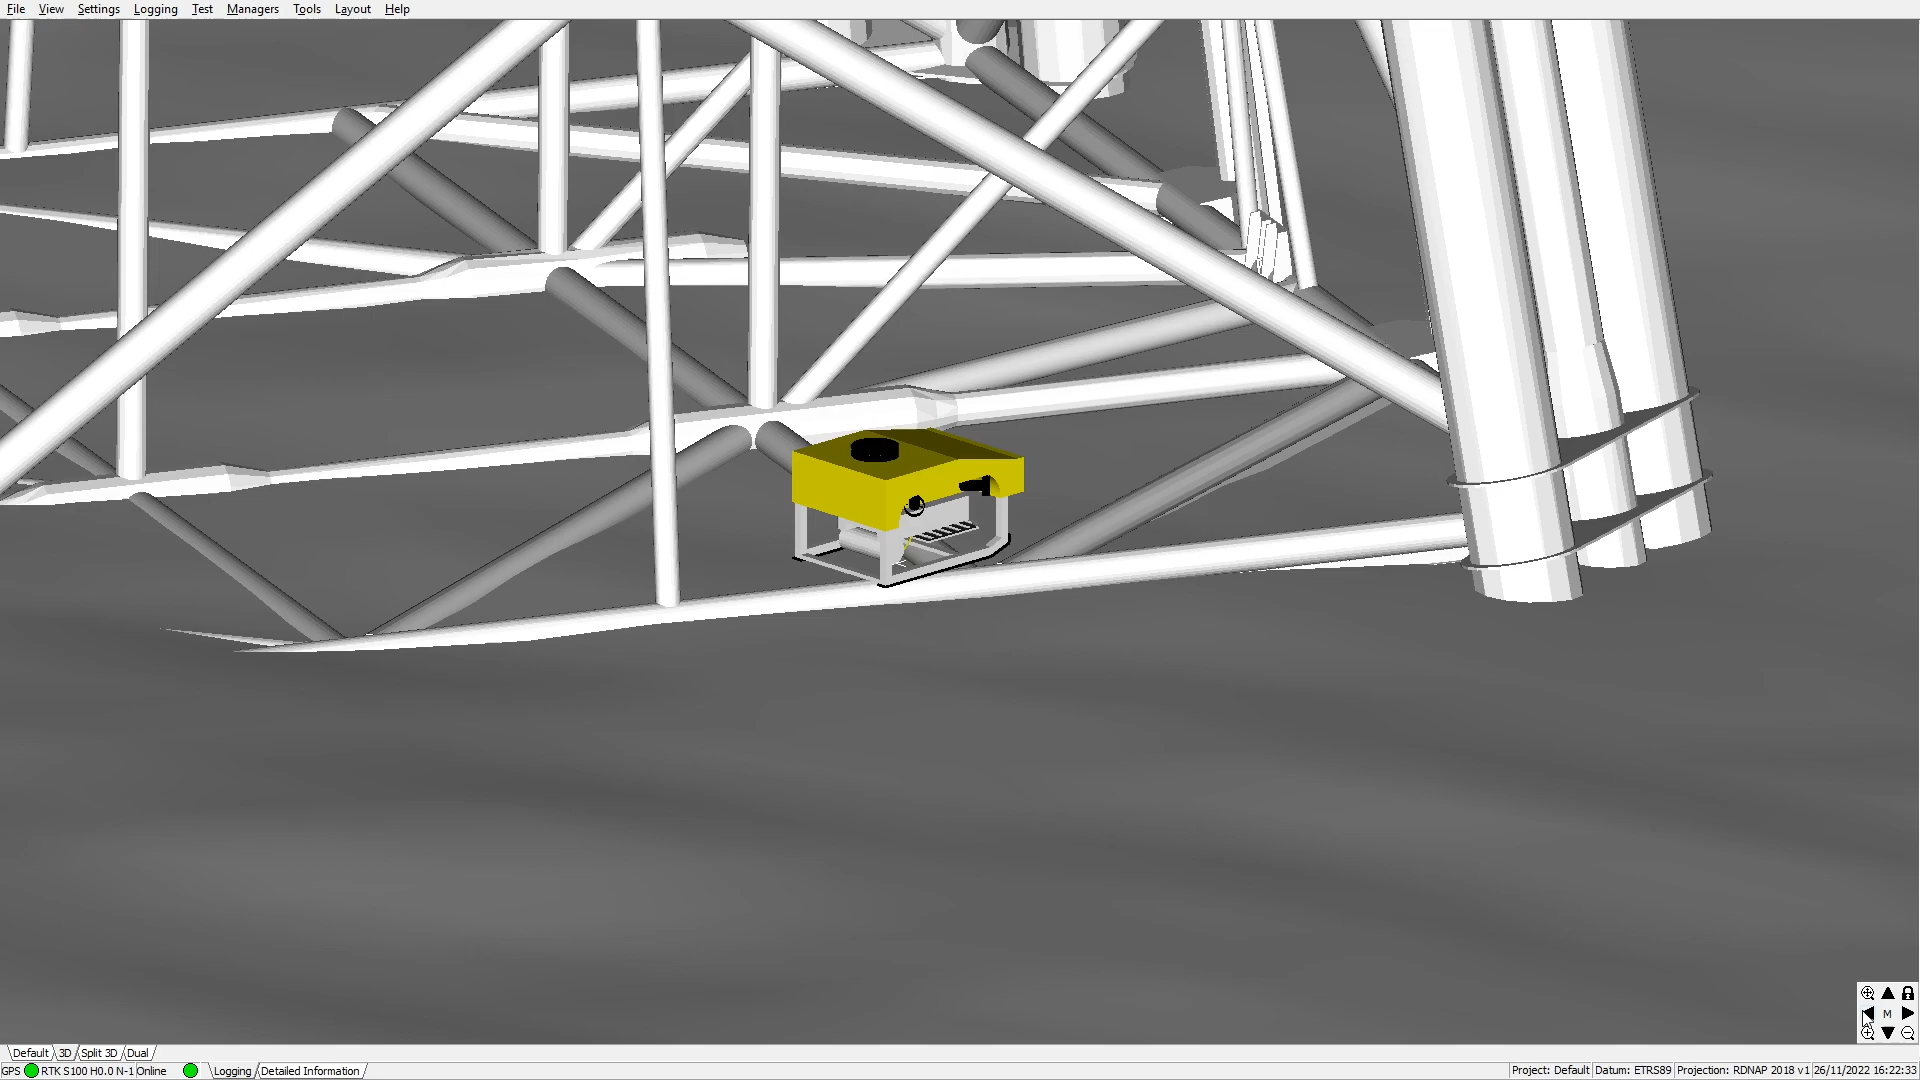 File View Settings Logging Test Managers Tools Layout Help
M
Default 3D Split 3D Dual
GPS RTK S100 H0.0 N-1 Online Logging Detailed Information Project: Default Datum: ETRS89 Projection: RDNAP 2018 v1 26/11/2022 16:22:33